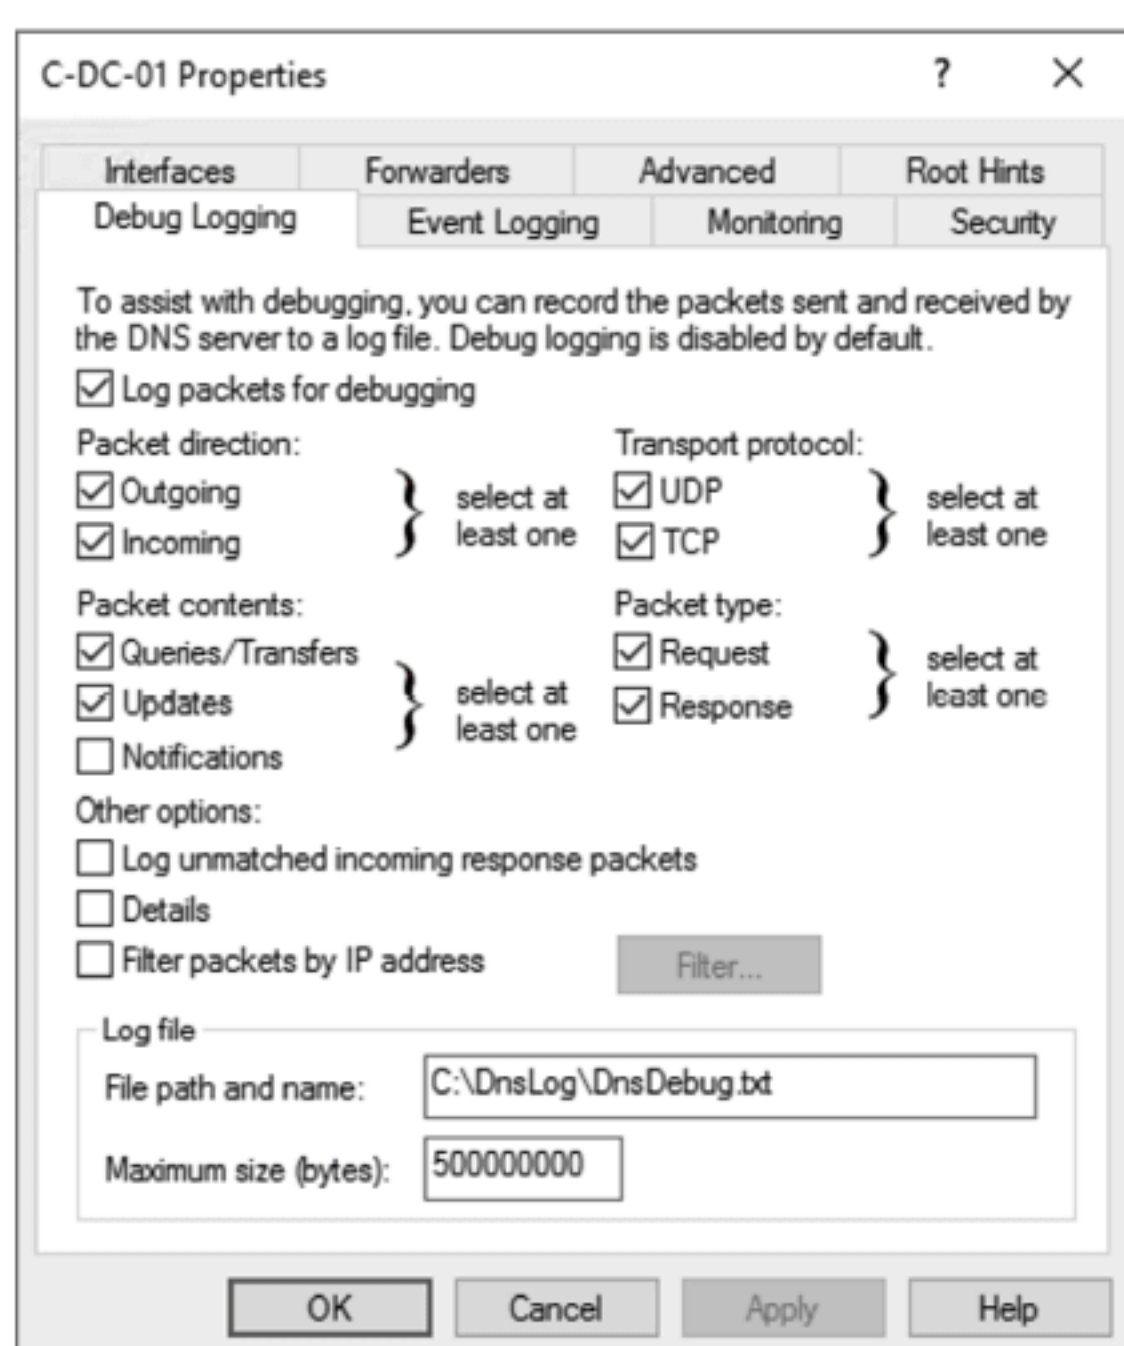 C-DC-01 Properties ? X
Interfaces Forwarders Advanced Root Hints
Debug Logging Event Logging Monitoring Security
To assist with debugging, you can record the packets sent and received by
the DNS server to a log file. Debug logging is disabled by default.
Log packets for debugging
Packet direction: Transport protocol:
Outgoing select at UDP select at
Incoming least one TCP least one
Packet contents: Packet type:
Queries/Transfers Request select at
Updates select at Response least one
Notifications least one
Other options:
Log unmatched incoming response packets
Details
Filter packets by IP address Filter...
Log file
File path and name: C:\DnsLog\DnsDebug.txt
Maximum size (bytes): 500000000
OK Cancel Apply Help